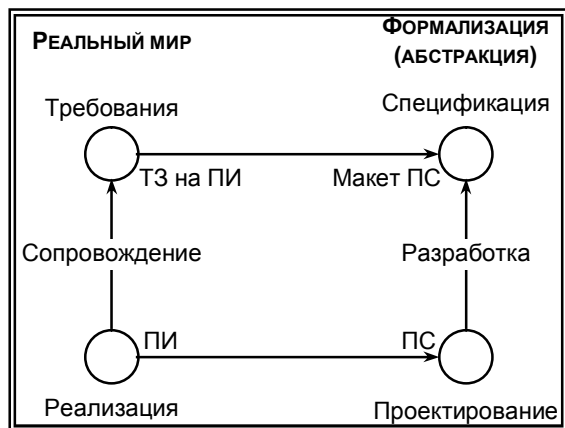 РЕАЛЬНЫЙ МИР
ФОРМАЛИЗАЦИЯ
(АБСТРАКЦИЯ)
Требования
Спецификация
ТЗ на ПИ
Макет ПС
Сопровождение
Разработка
ПИ
ПС
Реализация
Проектирование